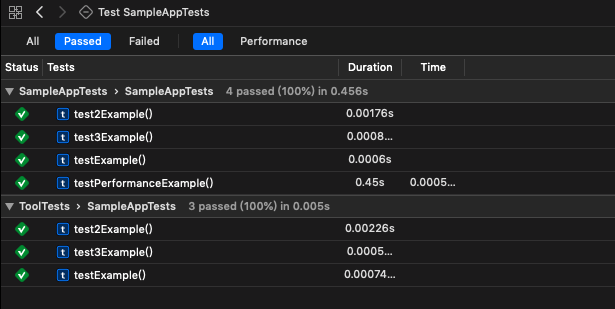 Test SampleAppTests
All Passed Failed All Performance
Status Tests Duration Time
SampleAppTests > SampleAppTests 4 passed (100%) in 0.456s
t test2Example() 0.00176s
t test3Example() 0.0008...
t testExample() 0.0006s
t testPerformanceExample() 0.45s 0.0005...
ToolTests > SampleAppTests 3 passed (100%) in 0.005s
t test2Example() 0.00226s
t test3Example() 0.0005...
t testExample() 0.00074...